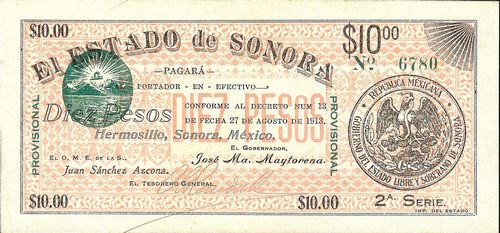 $10.00
$10.00
El ESTADO de SONORA
Nº 6780
PAGARÁ
AL PORTADOR - EN - EFECTIVO
Diez Pesos
CONFORME AL DECRETO NUM 13
DE FECHA 27 DE AGOSTO DE 1913.
Hermosillo, Sonora, México.
EL GOBERNADOR,
José Ma. Maytorena.
E L O. M. E DE LA S.,
Juan Sánchez Azcona.
EL TESORERO GENERAL,
PROVISIONAL
PROVISIONAL
REPUBLICA MEXICANA
GOBIERNO DEL ESTADO LIBRE Y SOBERANO DE SONORA
$10.00
$10.00
2ª SERIE.
IMP. DEL ESTADO